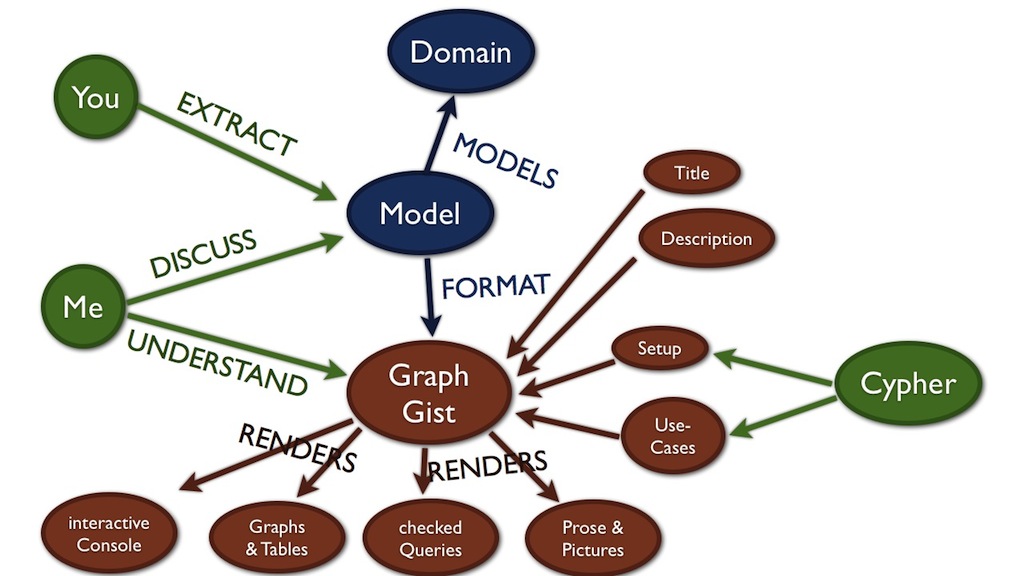 Domain
You
EXTRACT
MODELS
Title
Model
Description
DISCUSS
FORMAT
Me
UNDERSTAND
Setup
Graph
Gist
Cypher
Use-
Cases
RENDERS
RENDERS
interactive
Console
Graphs
& Tables
checked
Queries
Prose &
Pictures